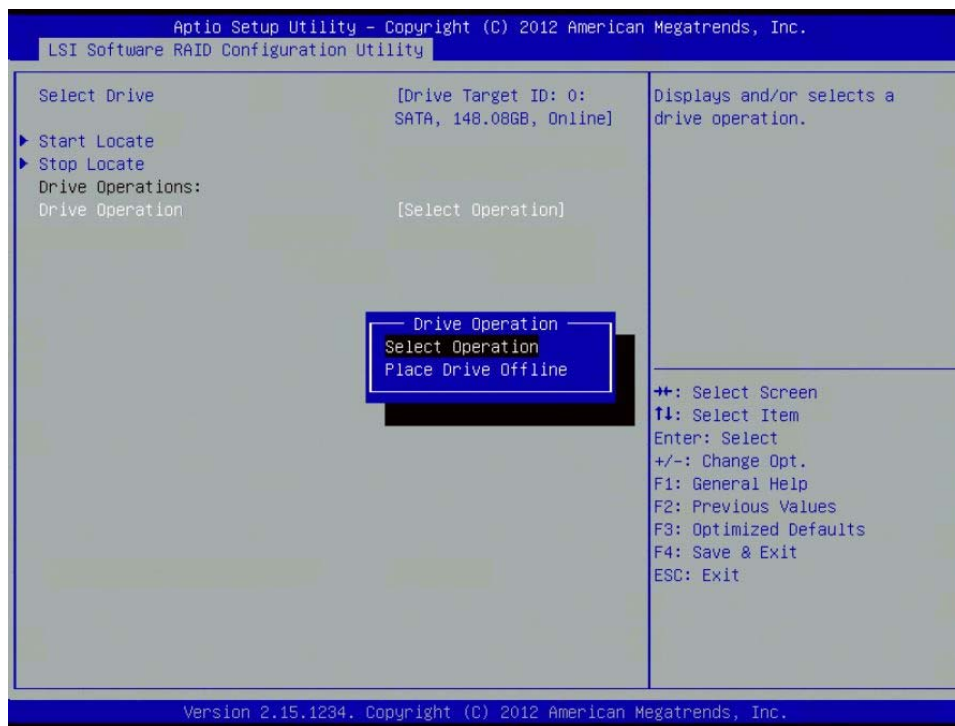 Aptio Setup Utility – Copyright (C) 2012 American Megatrends, Inc.
LSI Software RAID Configuration Utility
Select Drive [Drive Target ID: 0:
SATA, 148.08GB, Online]
Start Locate
Stop Locate
Drive Operations:
Drive Operation [Select Operation]
Drive Operation
Select Operation
Place Drive Offline
Displays and/or selects a
drive operation.
→←: Select Screen
↑↓: Select Item
Enter: Select
+/-: Change Opt.
F1: General Help
F2: Previous Values
F3: Optimized Defaults
F4: Save & Exit
ESC: Exit
Version 2.15.1234. Copyright (C) 2012 American Megatrends, Inc.